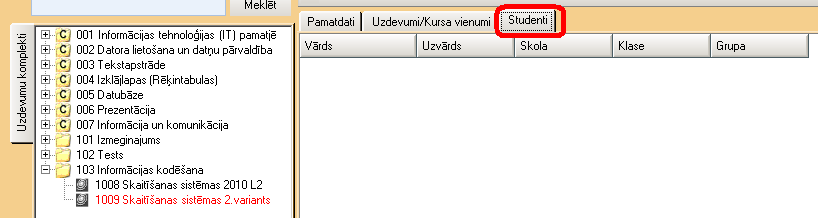 Meklēt
Uzdevumu komplekti
001 Informācijas tehnoloģijas (IT) pamatjē
002 Datora lietošana un datņu pārvaldība
003 Tekstapstrāde
004 Izklājlapas (Rēķintabulas)
005 Datubāze
006 Prezentācija
007 Informācija un komunikācija
101 Izmeginajums
102 Tests
103 Informācijas kodēšana
1008 Skaitīšanas sistēmas 2010 L2
1009 Skaitīšanas sistēmas 2.variants
Pamatdati Uzdevumi/Kursa vienumi Studenti
Vārds Uzvārds Skola Klase Grupa